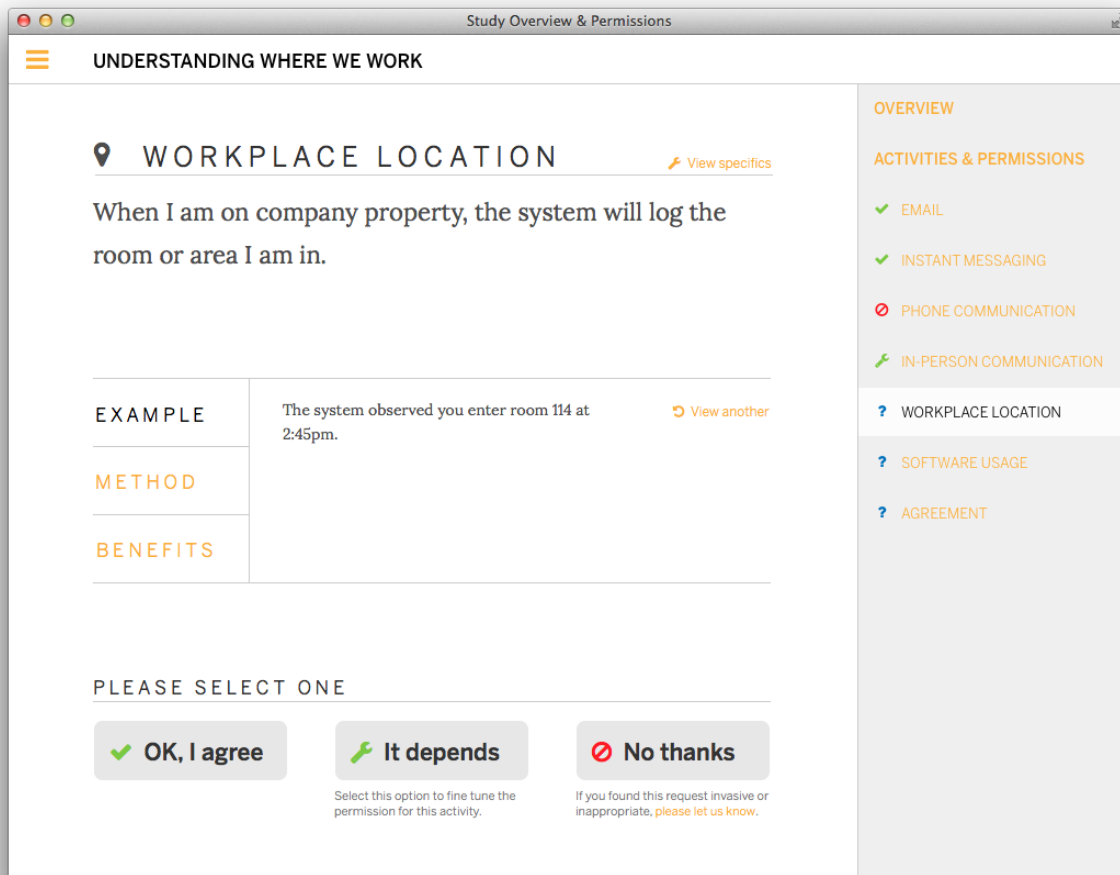 Study Overview & Permissions
UNDERSTANDING WHERE WE WORK
WORKPLACE LOCATION
View specifics
When I am on company property, the system will log the
room or area I am in.
EXAMPLE
METHOD
BENEFITS
The system observed you enter room 114 at
2:45pm.
View another
PLEASE SELECT ONE
OK, I agree
It depends
Select this option to fine tune the
permission for this activity.
No thanks
If you found this request invasive or
inappropriate, please let us know.
OVERVIEW
ACTIVITIES & PERMISSIONS
EMAIL
INSTANT MESSAGING
PHONE COMMUNICATION
IN-PERSON COMMUNICATION
? WORKPLACE LOCATION
? SOFTWARE USAGE
? AGREEMENT